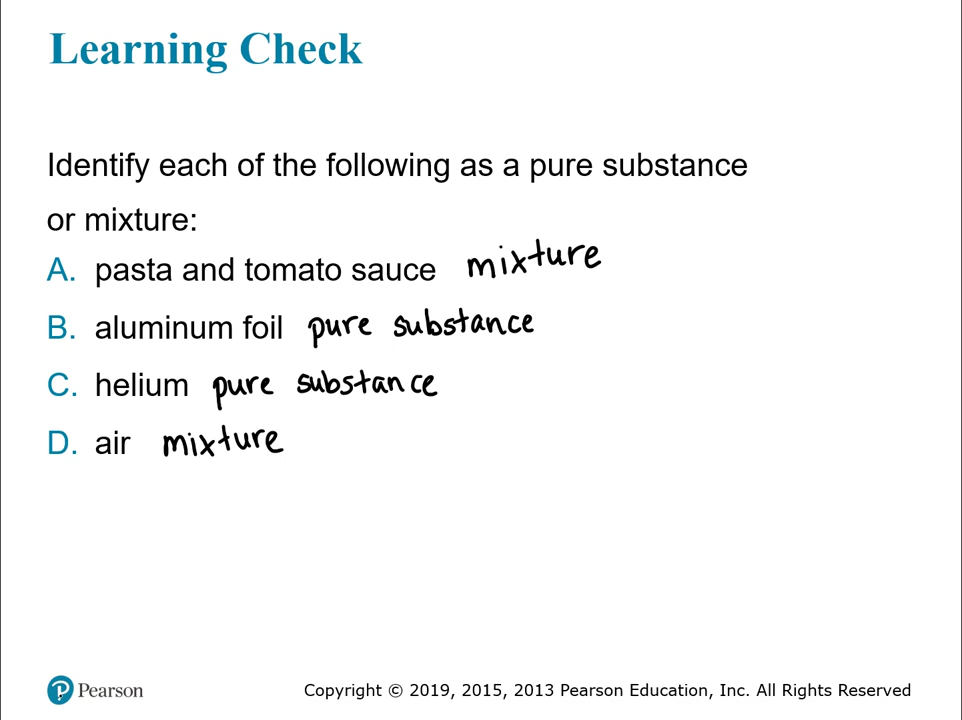 Learning Check
Identify each of the following as a pure substance
or mixture:
A. pasta and tomato sauce mixture
B. aluminum foil pure substance
C. helium pure substance
D. air mixture
Pearson Copyright © 2019, 2015, 2013 Pearson Education, Inc. All Rights Reserved